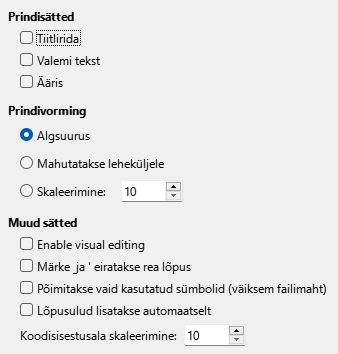 Prindisätted
Tiitlirida
Valemi tekst
Ääris
Prindivorming
Algsuurus
Mahutatakse leheküljele
Skaleerimine: 10
Muud sätted
Enable visual editing
Märke ˍja ' eiratakse rea lõpus
Põimitakse vaid kasutatud sümbolid (väiksem failimaht)
Lõpusulud lisatakse automaatselt
Koodisisestusala skaleerimine: 10